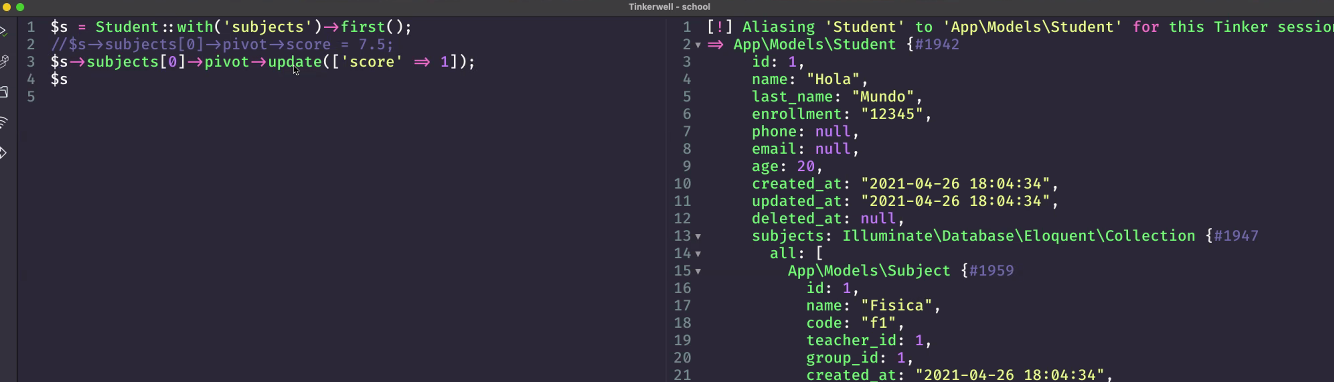 Tinkerwell - school
1 $s = Student::with('subjects')->first();
2 //$s->subjects[0]->pivot->score = 7.5;
3 $s->subjects[0]->pivot->update(['score' => 1]);
4 $s
5
1 [!] Aliasing 'Student' to 'App\Models\Student' for this Tinker sessio
2 => App\Models\Student {#1942
3 id: 1,
4 name: "Hola",
5 last_name: "Mundo",
6 enrollment: "12345",
7 phone: null,
8 email: null,
9 age: 20,
10 created_at: "2021-04-26 18:04:34",
11 updated_at: "2021-04-26 18:04:34",
12 deleted_at: null,
13 subjects: Illuminate\Database\Eloquent\Collection {#1947
14 all: [
15 App\Models\Subject {#1959
16 id: 1,
17 name: "Fisica",
18 code: "f1",
19 teacher_id: 1,
20 group_id: 1,
21 created_at: "2021-04-26 18:04:34",